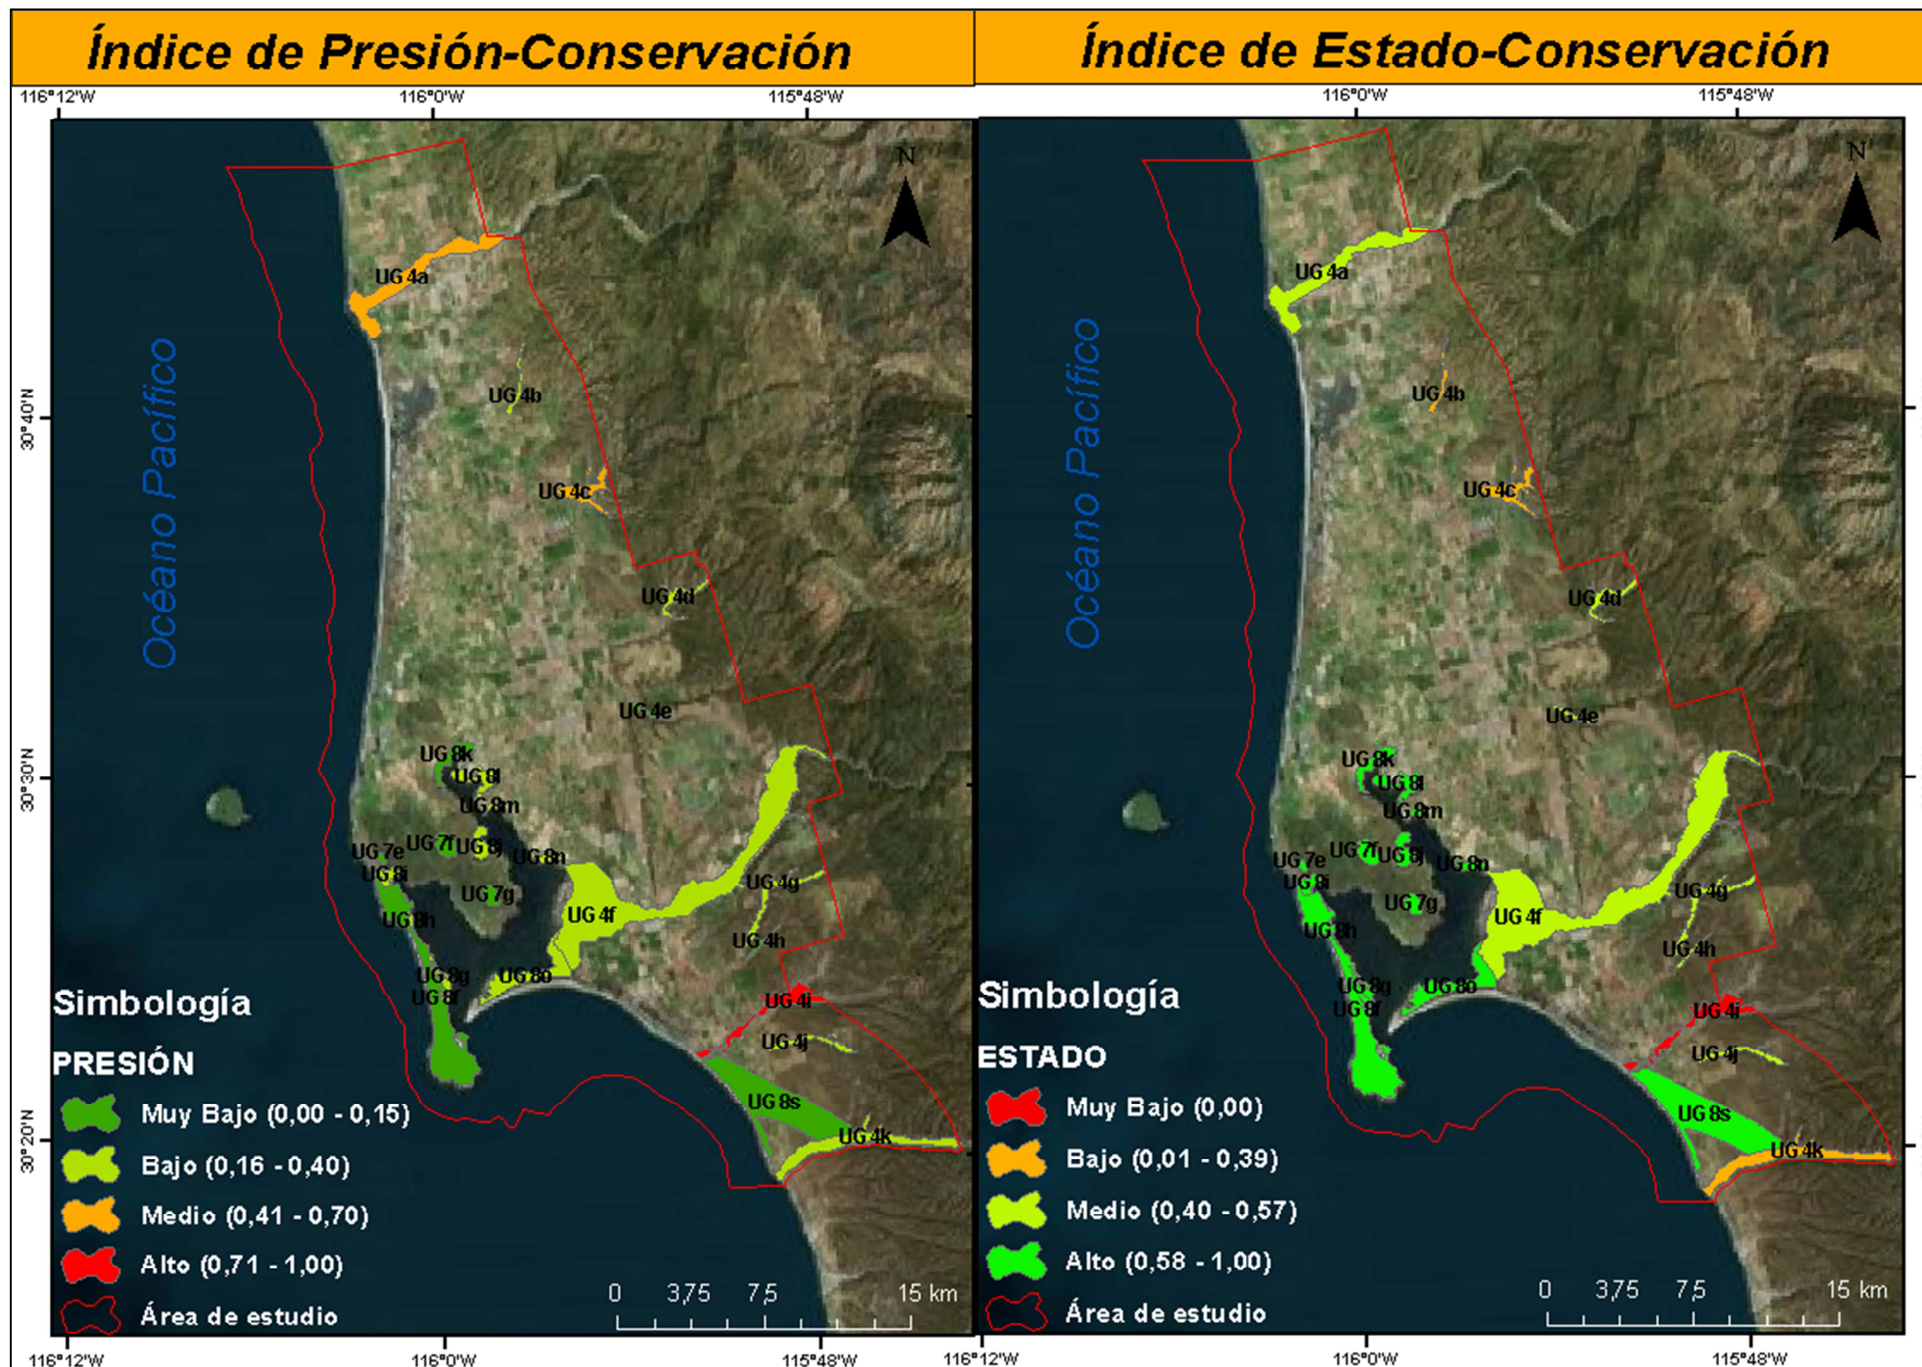 Índice de Presión-Conservación
116°12'W 116°0'W 115°48'W
N
UG 4a
Océano Pacífico
UG 4b
30°40'N
UG 4c
UG 4d
UG 4e
UG 8k
UG 8l
30°30'N
UG 8m
UG 7f
UG 8j
UG 7e
UG 8n
UG 8i
UG 4g
UG 7g
UG 8h
UG 4f
UG 4h
UG 8g
UG 8o
UG 8f
UG 4i
UG 4j
UG 8s
UG 4k
30°20'N
Simbología
PRESIÓN
Muy Bajo (0,00 - 0,15)
Bajo (0,16 - 0,40)
Medio (0,41 - 0,70)
Alto (0,71 - 1,00)
Área de estudio
0 3,75 7,5 15 km
116°12'W 116°0'W 115°48'W
Índice de Estado-Conservación
116°0'W 115°48'W
N
UG 4a
Océano Pacífico
UG 4b
UG 4c
UG 4d
UG 4e
UG 8k
UG 8l
UG 8m
UG 7f
UG 8j
UG 7e
UG 8n
UG 8i
UG 4g
UG 7g
UG 4f
UG 8h
UG 4h
UG 8g
UG 8o
UG 8f
UG 4i
UG 4j
UG 8s
UG 4k
Simbología
ESTADO
Muy Bajo (0,00)
Bajo (0,01 - 0,39)
Medio (0,40 - 0,57)
Alto (0,58 - 1,00)
Área de estudio
0 3,75 7,5 15 km
116°12'W 116°0'W 115°48'W